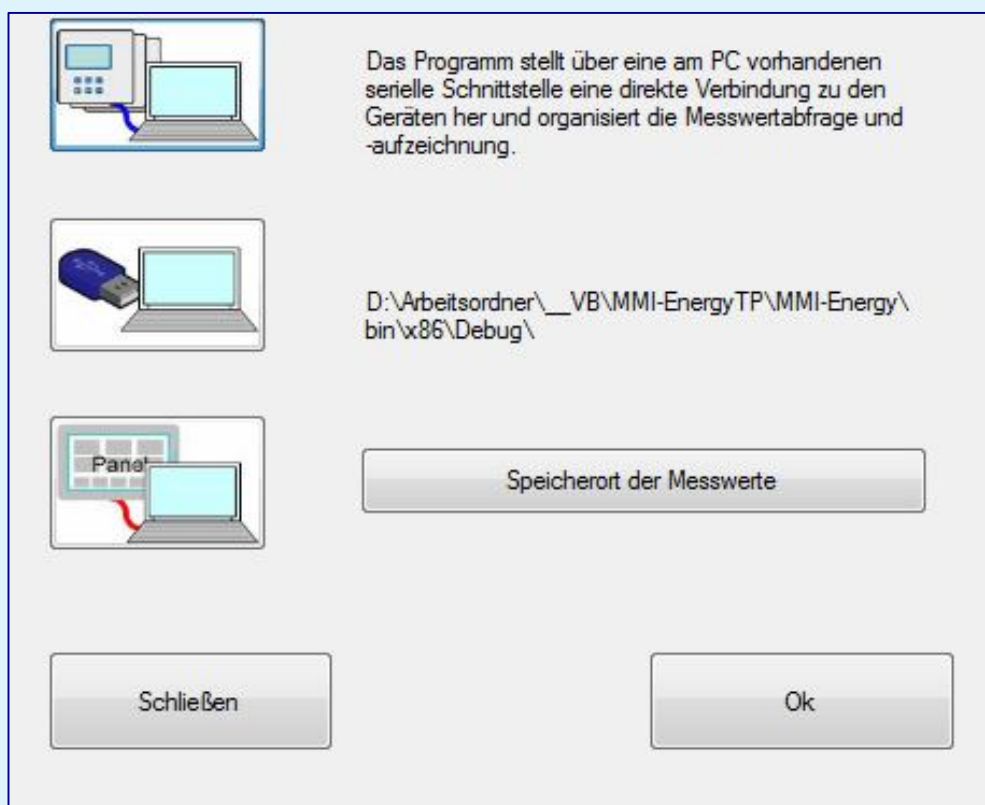 Das Programm stellt über eine am PC vorhandenen
serielle Schnittstelle eine direkte Verbindung zu den
Geräten her und organisiert die Messwertabfrage und
-aufzeichnung.
D:\Arbeitsordner\__VB\MMI-EnergyTP\MMI-Energy\
bin\x86\Debug\
Panel
Speicherort der Messwerte
Schließen
Ok